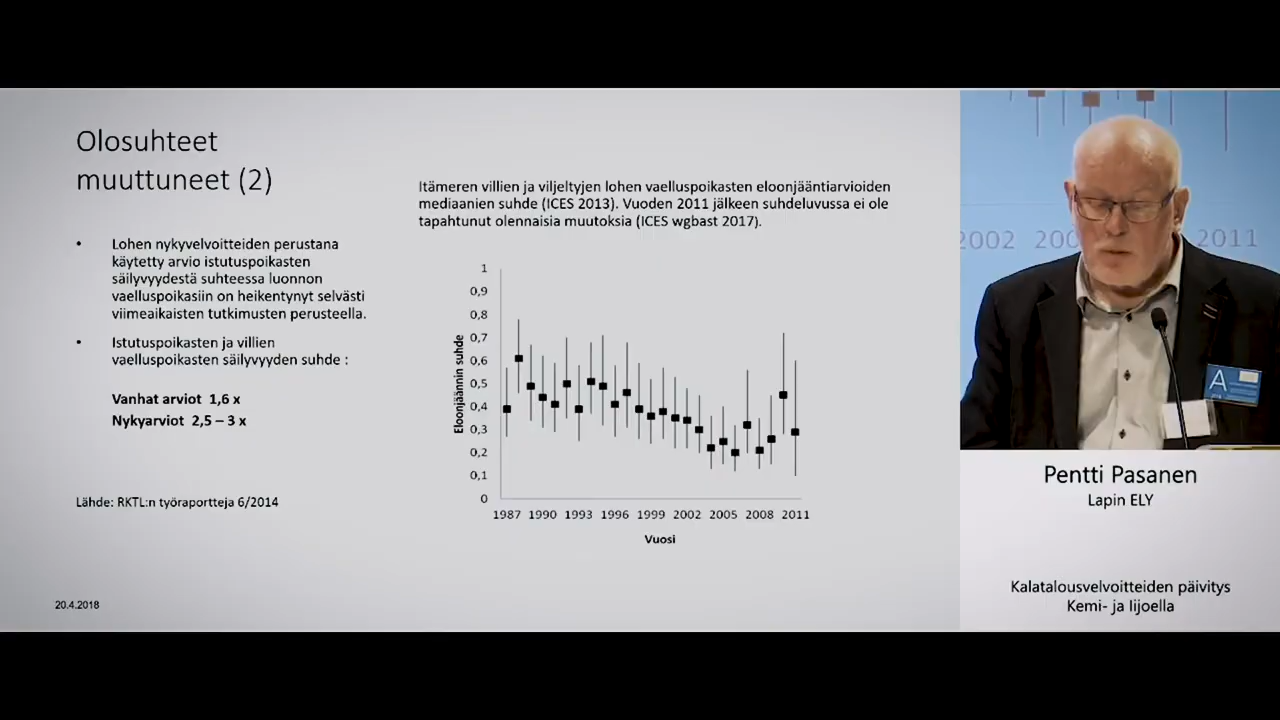 Olosuhteet
muuttuneet (2)
• Lohen nykyvelvoitteiden perustana
käytetty arvio istutuspoikasten
säilyvyydestä suhteessa luonnon
vaelluspoikasiin on heikentynyt selvästi
viimeaikaisten tutkimusten perusteella.
• Istutuspoikasten ja villien
vaelluspoikasten säilyvyyden suhde :
Vanhat arviot 1,6 x
Nykyarviot 2,5 – 3 x
Lähde: RKTL:n työraportteja 6/2014
20.4.2018
Itämeren villien ja viljeltyjen lohen vaelluspoikasten eloonjääntiarvioiden
mediaanien suhde (ICES 2013). Vuoden 2011 jälkeen suhdeluvussa ei ole
tapahtunut olennaisia muutoksia (ICES wgbast 2017).
Eloonjäännin suhde
1
0,9
0,8
0,7
0,6
0,5
0,4
0,3
0,2
0,1
0
1987 1990 1993 1996 1999 2002 2005 2008 2011
Vuosi
2002 200 2011
A
Pentti Pasanen
Lapin ELY
Kalatalousvelvoitteiden päivitys
Kemi- ja Iijoella